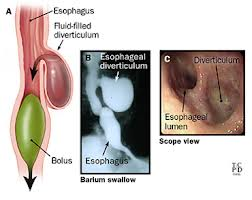 A
Esophagus
Fluid-filled
diverticulum
Bolus
B
Esophageal
diverticulum
Esophagus
Barium swallow
C
Diverticulum
Esophageal
lumen
Scope view